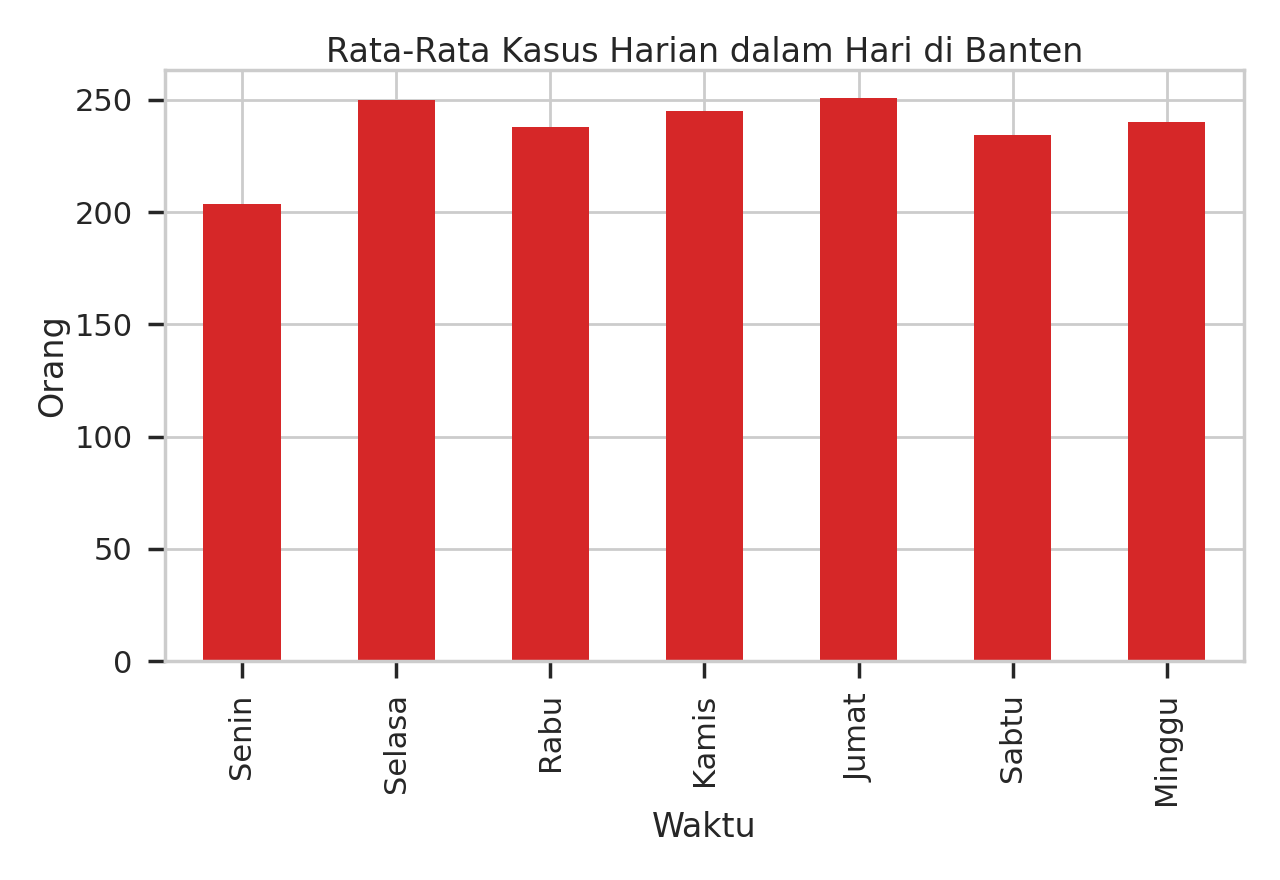 Rata-Rata Kasus Harian dalam Hari di Banten
Orang
250
200
150
100
50
0
Senin
Selasa
Rabu
Kamis
Jumat
Sabtu
Minggu
Waktu